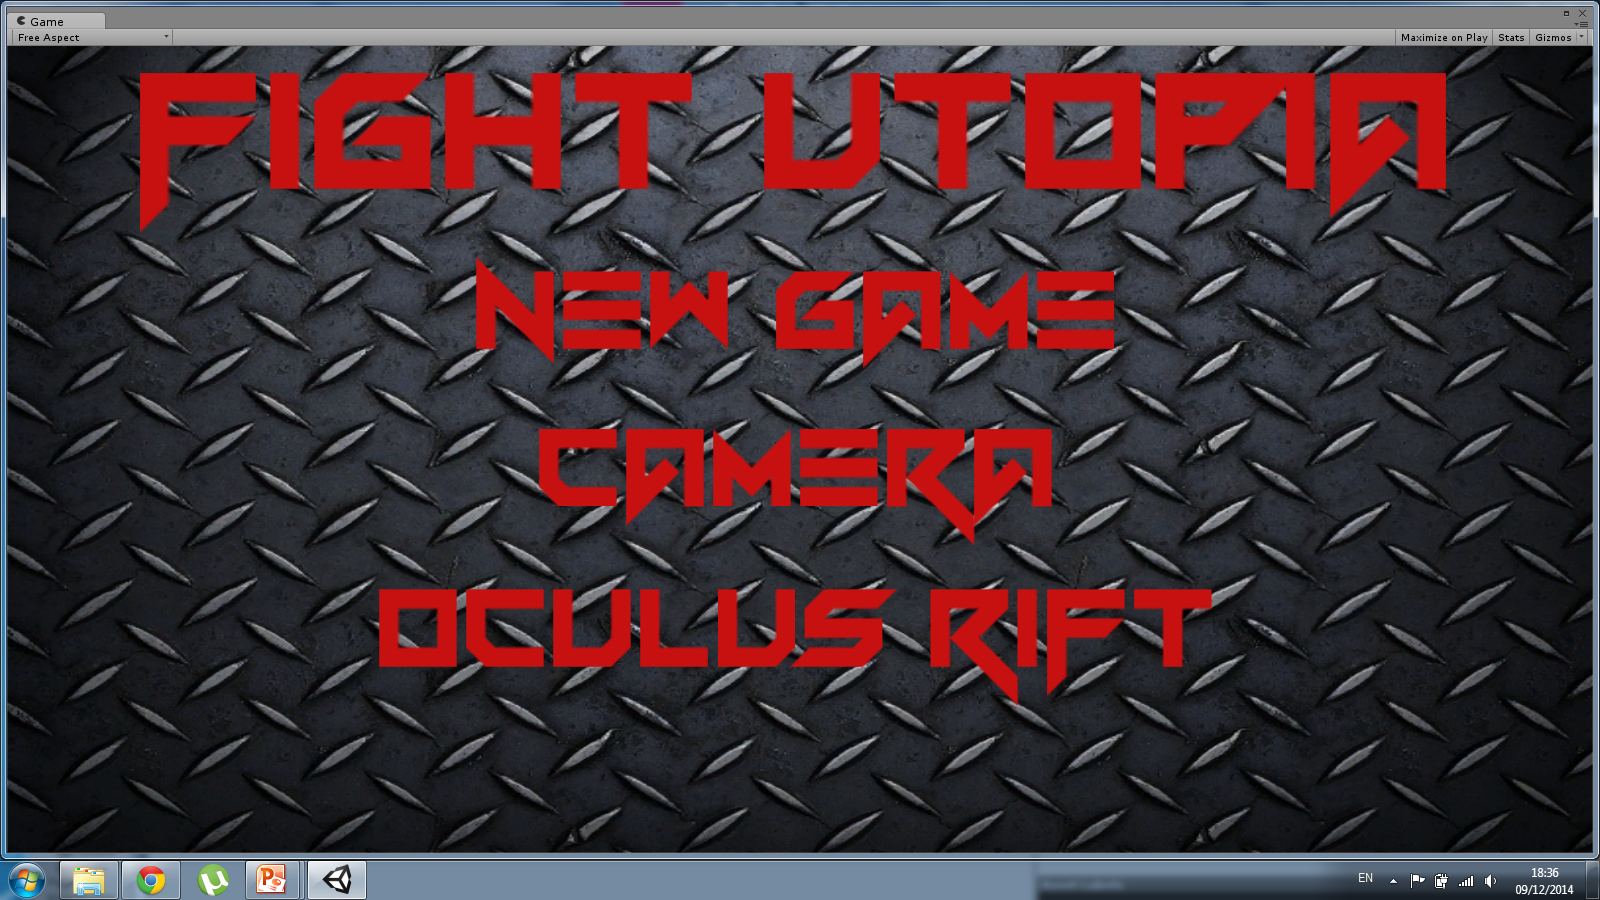 Game
Free Aspect
Maximize on Play Stats Gizmos
FIGHT UTOPIA
NEW GAME
CAMERA
OCULUS RIFT
EN
18:36
09/12/2014